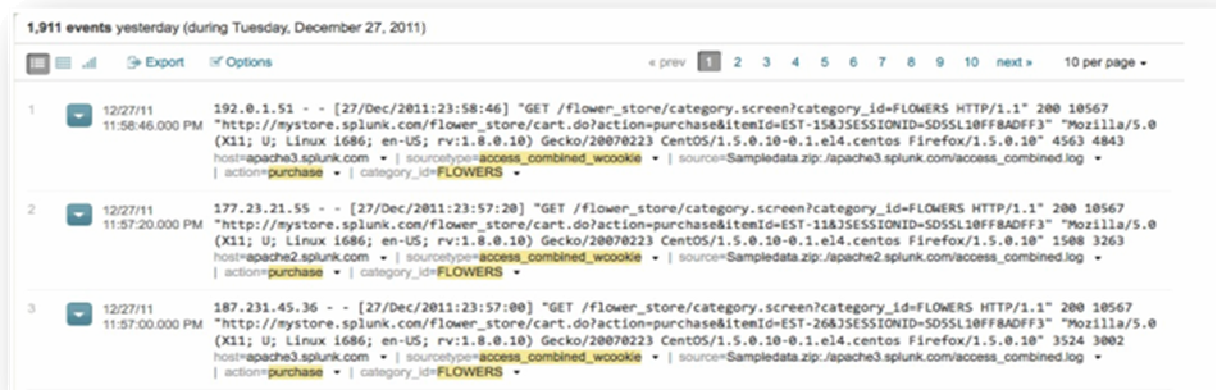 1,911 events yesterday (during Tuesday, December 27, 2011)
Export Options « prev 1 2 3 4 5 6 7 8 9 10 next » 10 per page
1 12/27/11 192.0.1.51 - - [27/Dec/2011:23:58:46] "GET /flower_store/category.screen?category_id=FLOWERS HTTP/1.1" 200 10567
11:58:46.000 PM "http://mystore.splunk.com/flower_store/cart.do?action=purchase&itemId=EST-15&JSESSIONID=SD5SL10FF8ADFF3" "Mozilla/5.0
(X11; U; Linux i686; en-US; rv:1.8.0.10) Gecko/20070223 CentOS/1.5.0.10-0.1.el4.centos Firefox/1.5.0.10" 4563 4843
host=apache3.splunk.com | sourcetype=access_combined_wcookie | source=Sampledata.zip:/apache3.splunk.com/access_combined.log
| action=purchase | category_id=FLOWERS
2 12/27/11 177.23.21.55 - - [27/Dec/2011:23:57:20] "GET /flower_store/category.screen?category_id=FLOWERS HTTP/1.1" 200 10567
11:57:20.000 PM "http://mystore.splunk.com/flower_store/cart.do?action=purchase&itemId=EST-11&JSESSIONID=SD5SL10FF8ADFF3" "Mozilla/5.0
(X11; U; Linux i686; en-US; rv:1.8.0.10) Gecko/20070223 CentOS/1.5.0.10-0.1.el4.centos Firefox/1.5.0.10" 1508 3263
host=apache2.splunk.com | sourcetype=access_combined_wcookie | source=Sampledata.zip:/apache2.splunk.com/access_combined.log
| action=purchase | category_id=FLOWERS
3 12/27/11 187.231.45.36 - - [27/Dec/2011:23:57:00] "GET /flower_store/category.screen?category_id=FLOWERS HTTP/1.1" 200 10567
11:57:00.000 PM "http://mystore.splunk.com/flower_store/cart.do?action=purchase&itemId=EST-26&JSESSIONID=SD5SL10FF8ADFF3" "Mozilla/5.0
(X11; U; Linux i686; en-US; rv:1.8.0.10) Gecko/20070223 CentOS/1.5.0.10-0.1.el4.centos Firefox/1.5.0.10" 3524 3002
host=apache3.splunk.com | sourcetype=access_combined_wcookie | source=Sampledata.zip:/apache3.splunk.com/access_combined.log
| action=purchase | category_id=FLOWERS